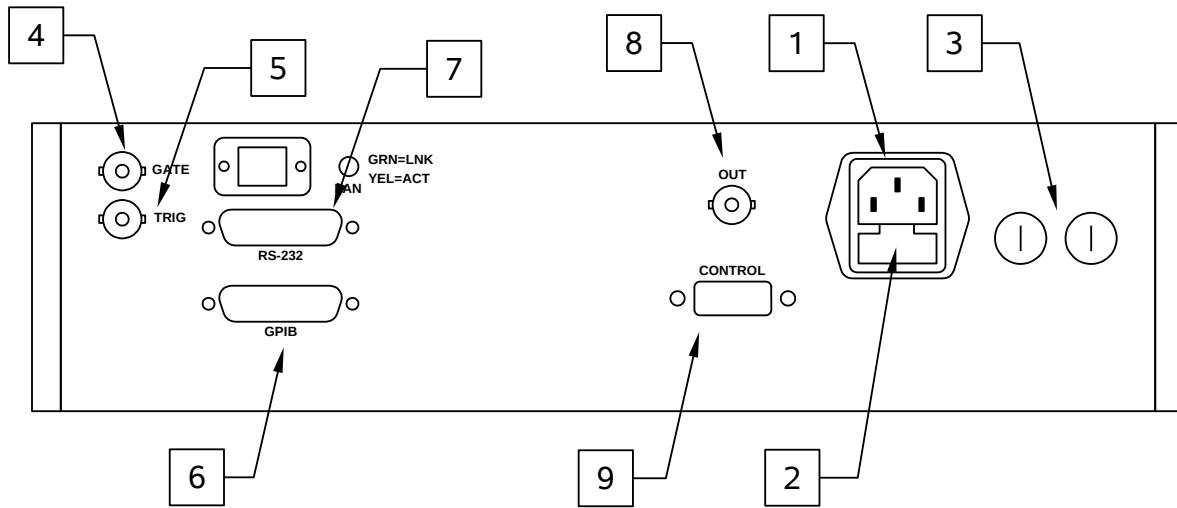 4
5
7
8
1
3
GATE
GRN=LNK
YEL=ACT
TRIG
RS-232
GPIB
OUT
CONTROL
6
9
2